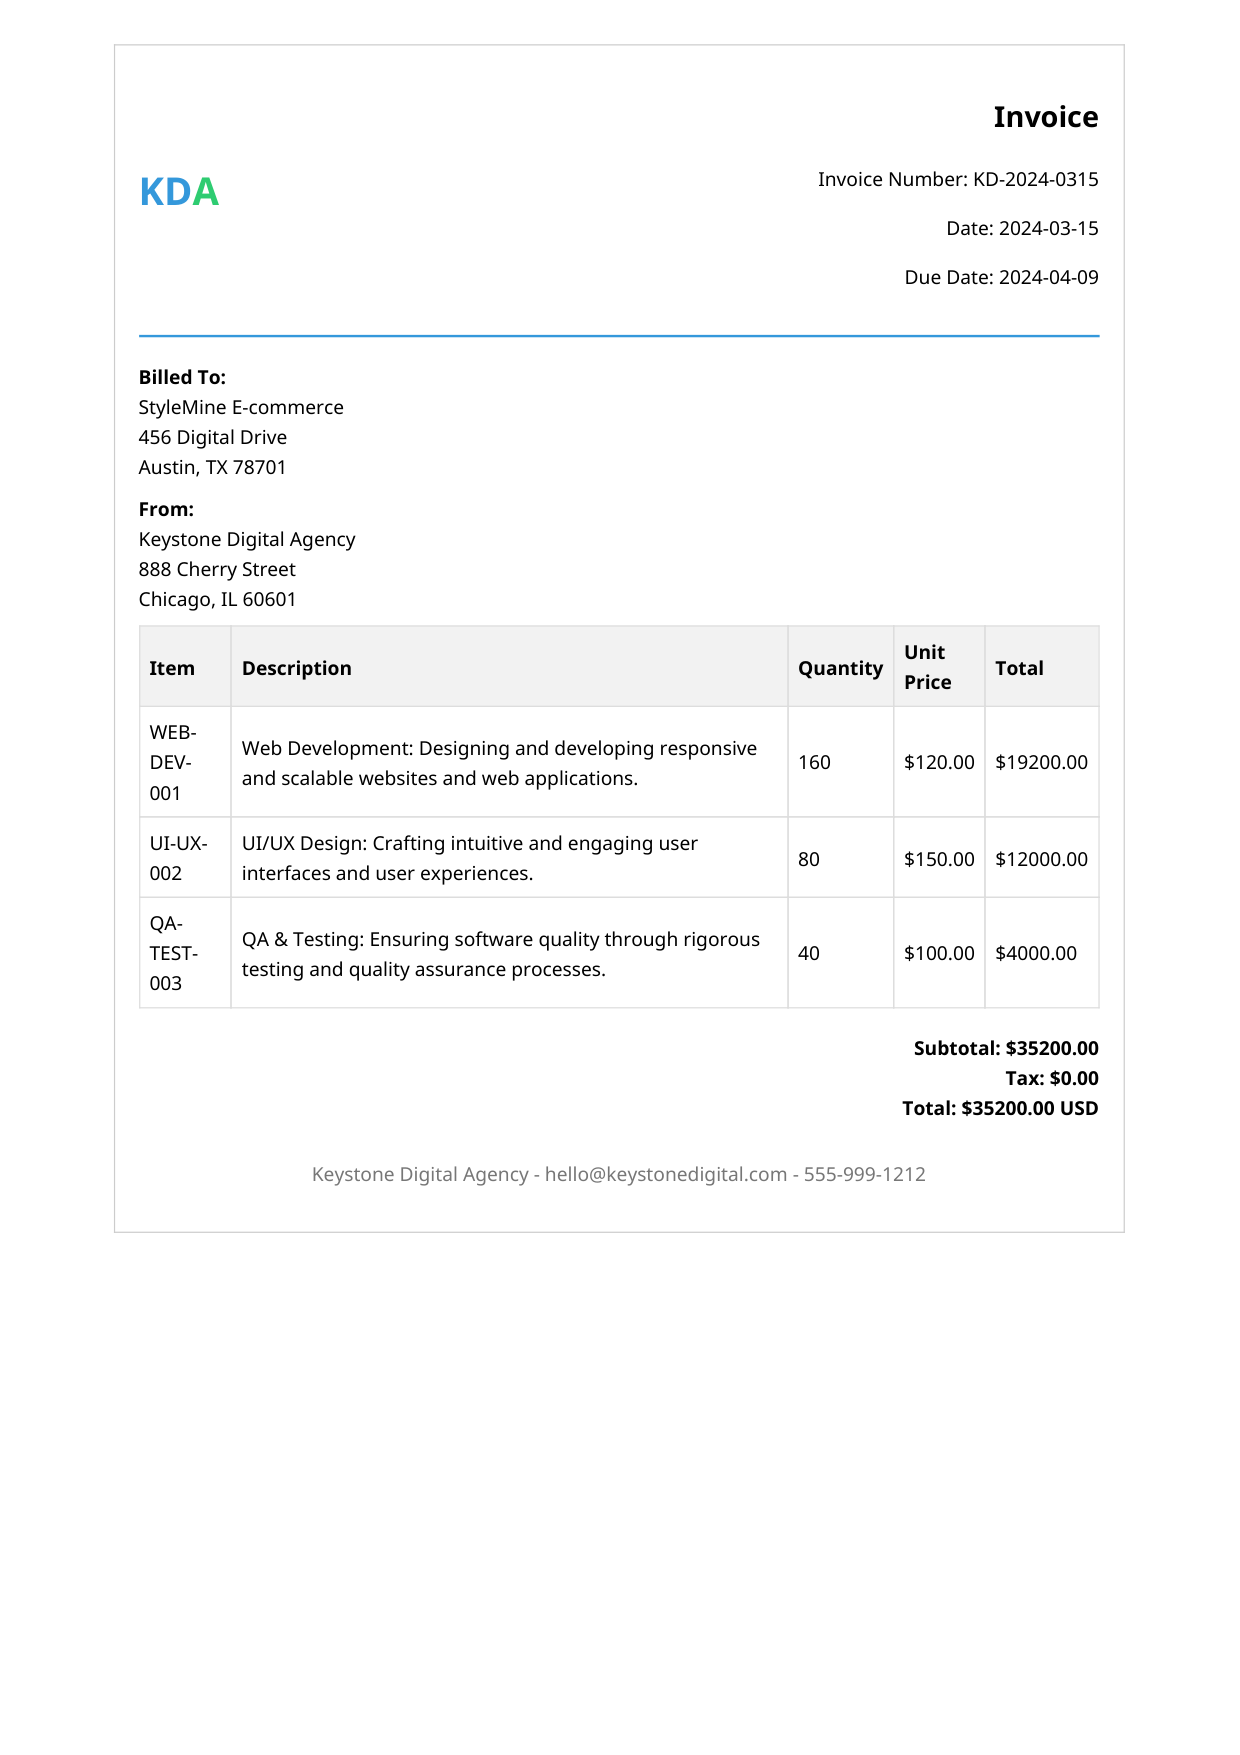 Invoice
KDA
Invoice Number: KD-2024-0315
Date: 2024-03-15
Due Date: 2024-04-09
Billed To:
StyleMine E-commerce
456 Digital Drive
Austin, TX 78701
From:
Keystone Digital Agency
888 Cherry Street
Chicago, IL 60601
Item Description Quantity Unit Price Total
WEB-DEV-001 Web Development: Designing and developing responsive and scalable websites and web applications. 160 $120.00 $19200.00
UI-UX-002 UI/UX Design: Crafting intuitive and engaging user interfaces and user experiences. 80 $150.00 $12000.00
QA-TEST-003 QA & Testing: Ensuring software quality through rigorous testing and quality assurance processes. 40 $100.00 $4000.00
Subtotal: $35200.00
Tax: $0.00
Total: $35200.00 USD
Keystone Digital Agency - hello@keystonedigital.com - 555-999-1212